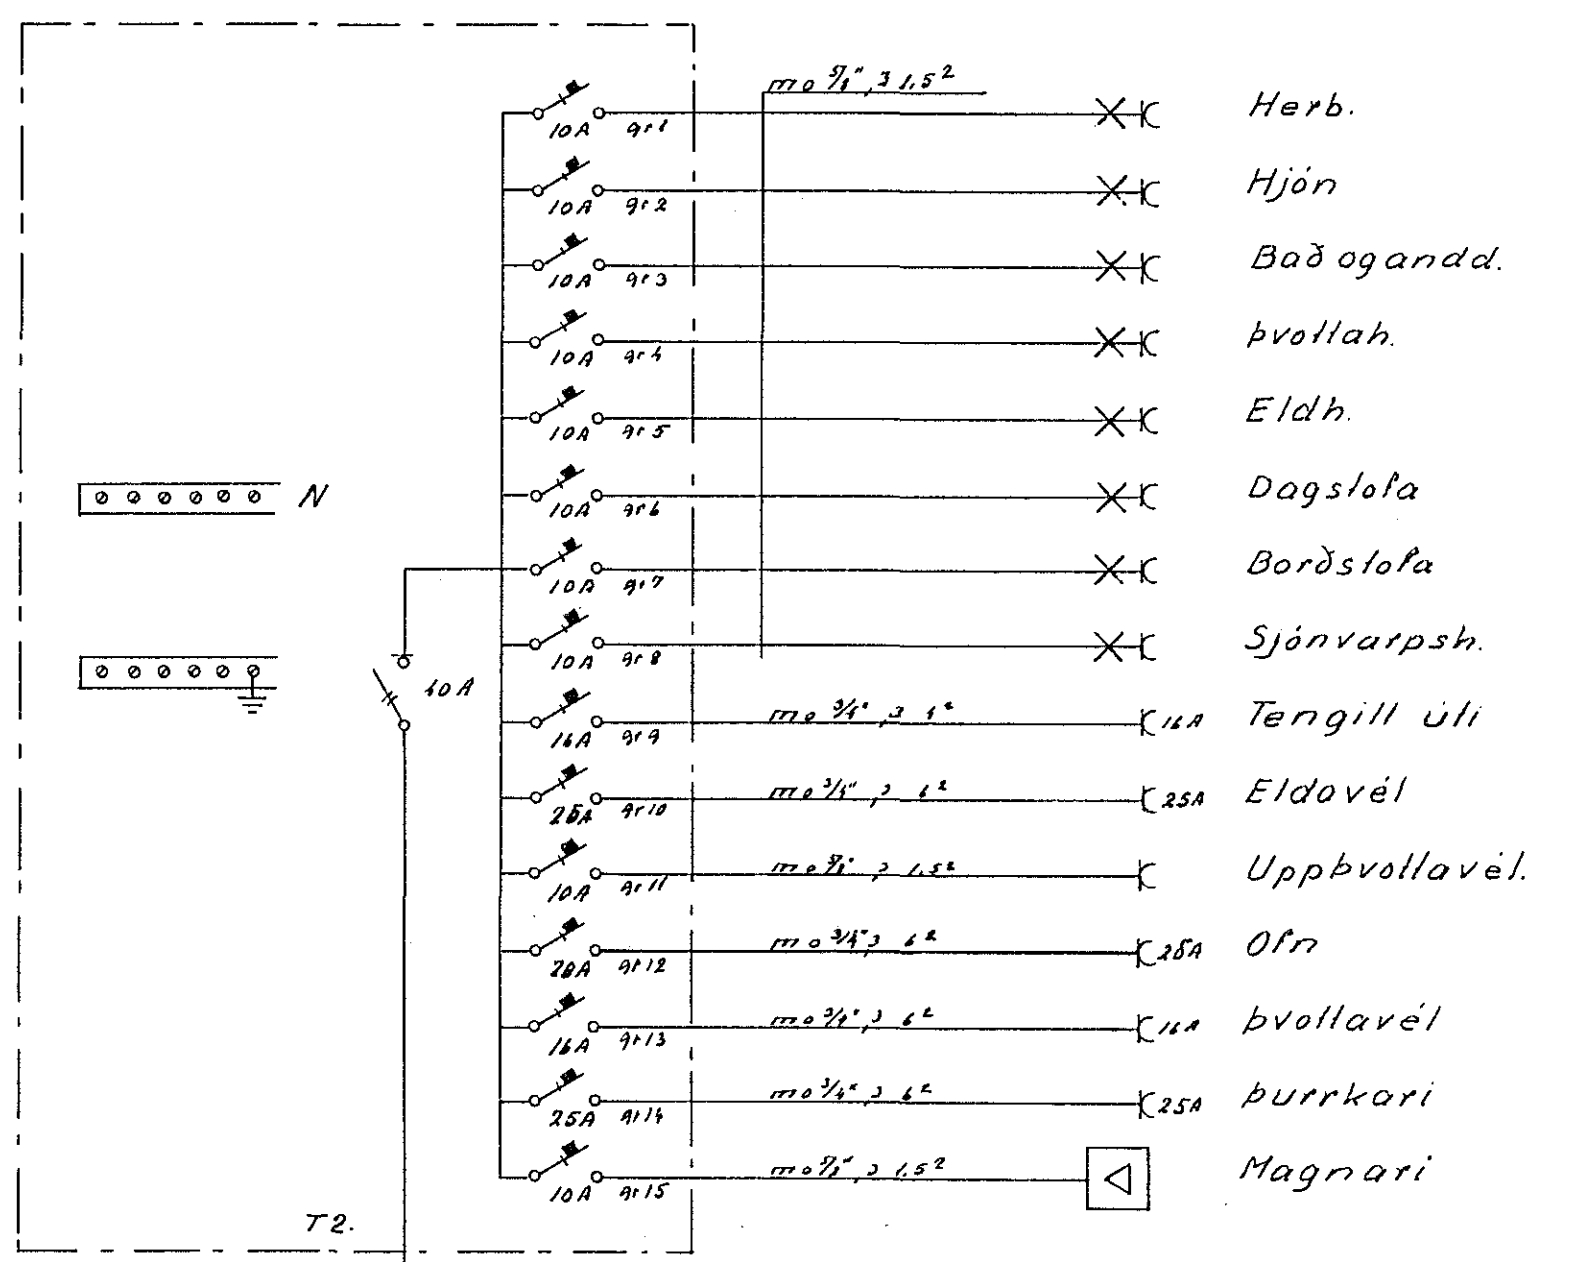 mo 5/8", 3 1.5²
10A gr1 Herb.
10A gr2 Hjón
10A gr3 Bað og andd.
10A gr4 Þvottah.
10A gr5 Eldh.
N
10A gr6 Dagstofa
10A gr7 Borðstofa
10A gr8 Sjónvarpsh.
40A
16A gr9 mo 3/4", 3 4² 16A Tengill úti
25A gr10 mo 3/4", 3 6² 25A Eldavél
10A gr11 mo 5/8", 3 1.5² Uppþvottavél.
gr12 mo 3/4", 3 6² 25A Ofn
16A gr13 mo 3/4", 3 6² 16A Þvottavél
25A gr14 mo 3/4", 3 6² 25A Þurrkari
10A gr15 mo 5/8", 3 1.5² Magnari
T2.